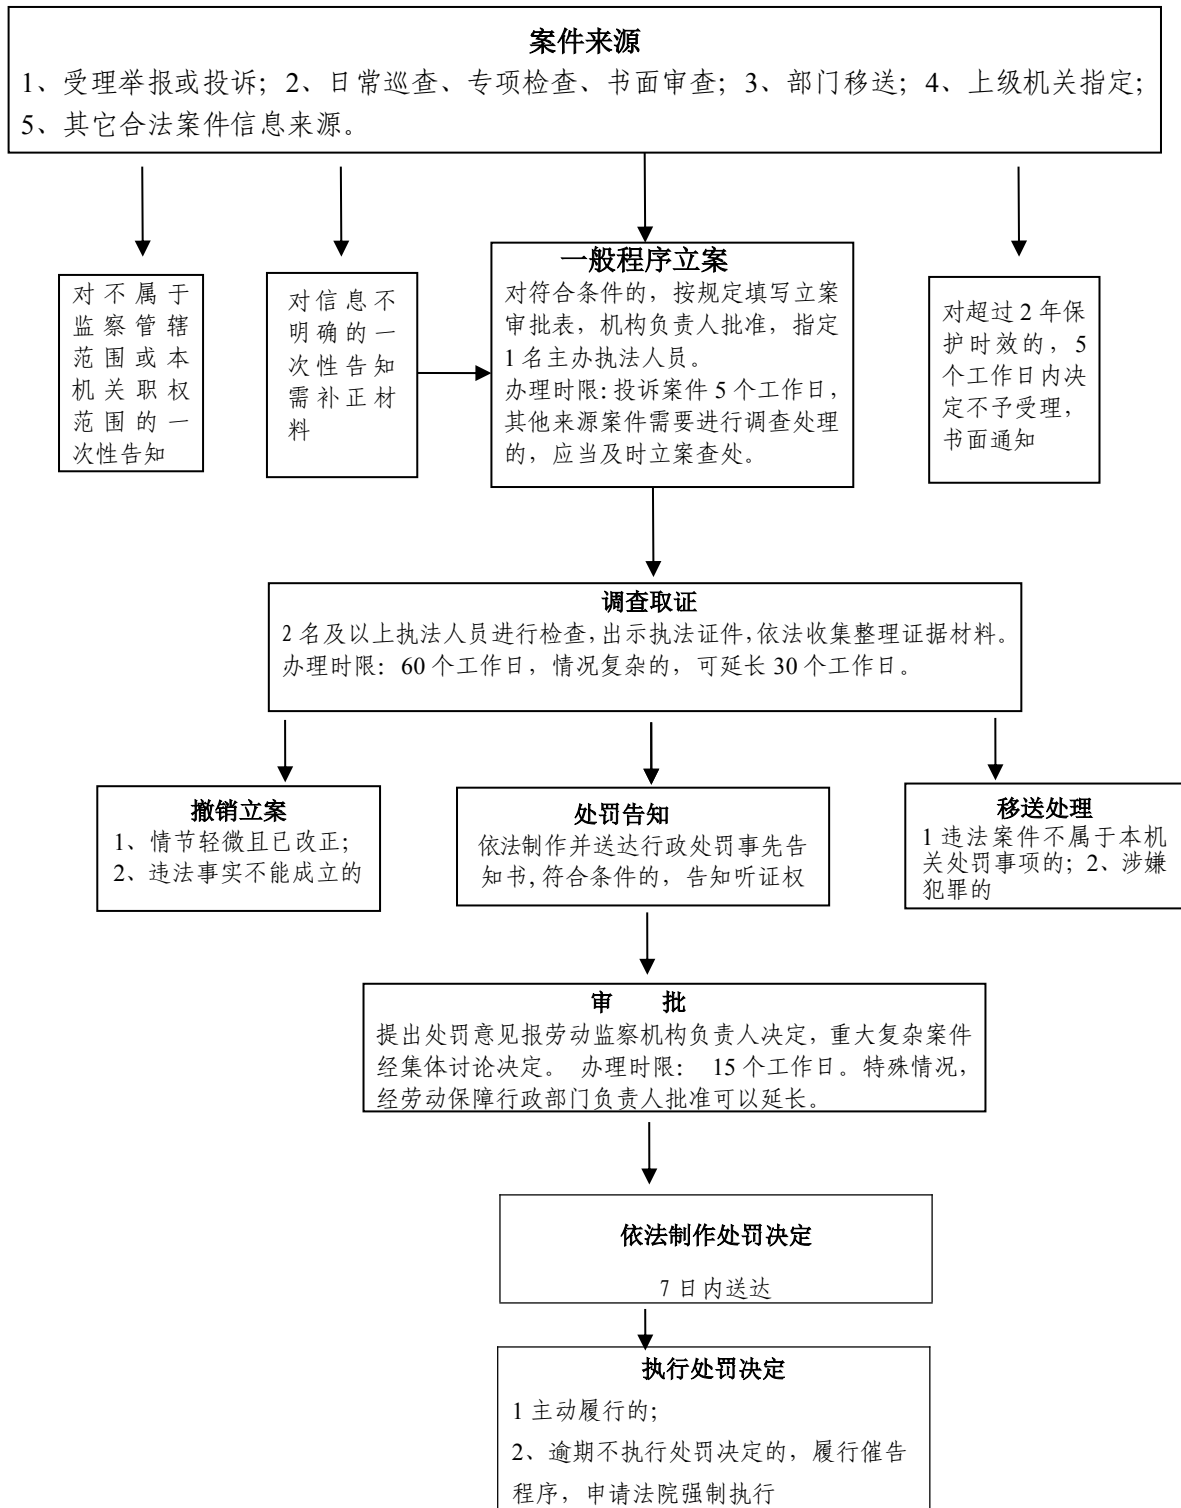 案件来源
1、受理举报或投诉；2、日常巡查、专项检查、书面审查；3、部门移送；4、上级机关指定；
5、其它合法案件信息来源。
对不属于
监察管辖
范围或本
机关职权
范围的一
次性告知
对信息不
明确的一
次性告知
需补正材
料
一般程序立案
对符合条件的，按规定填写立案
审批表，机构负责人批准，指定
1 名主办执法人员。
办理时限：投诉案件 5 个工作日，
其他来源案件需要进行调查处理
的，应当及时立案查处。
对超过 2 年保
护时效的，5
个工作日内决
定不予受理，
书面通知
调查取证
2 名及以上执法人员进行检查,出示执法证件,依法收集整理证据材料。
办理时限：60 个工作日，情况复杂的，可延长 30 个工作日。
撤销立案
1、情节轻微且已改正；
2、违法事实不能成立的
处罚告知
依法制作并送达行政处罚事先告
知书,符合条件的，告知听证权
移送处理
1 违法案件不属于本机
关处罚事项的；2、涉嫌
犯罪的
审　　批
提出处罚意见报劳动监察机构负责人决定，重大复杂案件
经集体讨论决定。 办理时限： 15 个工作日。特殊情况，
经劳动保障行政部门负责人批准可以延长。
依法制作处罚决定
7 日内送达
执行处罚决定
1 主动履行的；
2、逾期不执行处罚决定的，履行催告
程序，申请法院强制执行